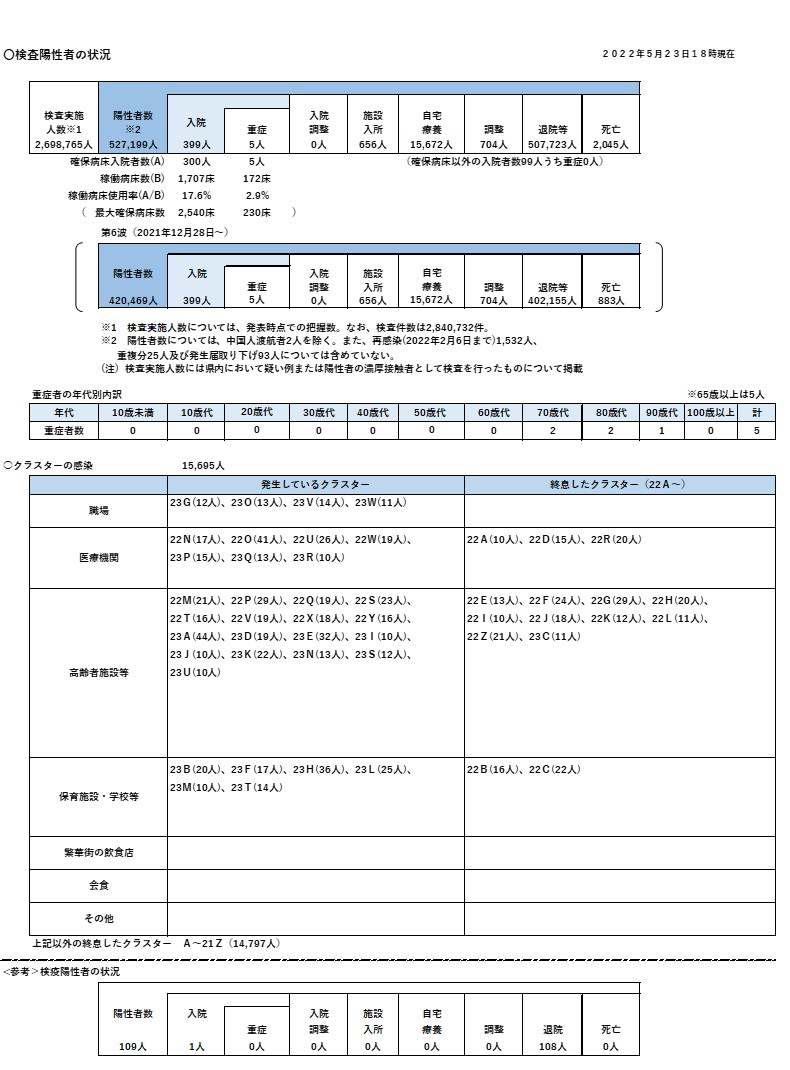 〇検査陽性者の状況
２０２２年５月２３日１８時現在
検査実施人数※1 陽性者数※2 入院 重症 入院調整 施設入所 自宅療養 調整 退院等 死亡
2,698,765人 527,199人 399人 5人 0人 656人 15,672人 704人 507,723人 2,045人
確保病床入院者数(A) 300人 5人 （確保病床以外の入院者数99人うち重症0人）
稼働病床数(B) 1,707床 172床
稼働病床使用率(A/B) 17.6% 2.9%
（ 最大確保病床数 2,540床 230床 ）
第6波（2021年12月28日～）
陽性者数 入院 重症 入院調整 施設入所 自宅療養 調整 退院等 死亡
420,469人 399人 5人 0人 656人 15,672人 704人 402,155人 883人
※1 検査実施人数については、発表時点での把握数。なお、検査件数は2,840,732件。
※2 陽性者数については、中国人渡航者2人を除く。また、再感染(2022年2月6日まで)1,532人、
重複分25人及び発生届取り下げ93人については含めていない。
(注) 検査実施人数には県内において疑い例または陽性者の濃厚接触者として検査を行ったものについて掲載
重症者の年代別内訳
※65歳以上は5人
年代 10歳未満 10歳代 20歳代 30歳代 40歳代 50歳代 60歳代 70歳代 80歳代 90歳代 100歳以上 計
重症者数 0 0 0 0 0 0 0 2 2 1 0 5
〇クラスターの感染 15,695人
発生しているクラスター 終息したクラスター（22Ａ～）
職場 23Ｇ(12人)、23Ｏ(13人)、23Ｖ(14人)、23Ｗ(11人)
医療機関
22Ｎ(17人)、22Ｏ(41人)、22Ｕ(26人)、22Ｗ(19人)、
23Ｐ(15人)、23Ｑ(13人)、23Ｒ(10人)
22Ａ(10人)、22Ｄ(15人)、22Ｒ(20人)
高齢者施設等
22Ｍ(21人)、22Ｐ(29人)、22Ｑ(19人)、22Ｓ(23人)、
22Ｔ(16人)、22Ｖ(19人)、22Ｘ(18人)、22Ｙ(16人)、
23Ａ(44人)、23Ｄ(19人)、23Ｅ(32人)、23Ｉ(10人)、
23Ｊ(10人)、23Ｋ(22人)、23Ｎ(13人)、23Ｓ(12人)、
23Ｕ(10人)
22Ｅ(13人)、22Ｆ(24人)、22Ｇ(29人)、22Ｈ(20人)、
22Ｉ(10人)、22Ｊ(18人)、22Ｋ(12人)、22Ｌ(11人)、
22Ｚ(21人)、23Ｃ(11人)
保育施設・学校等
23Ｂ(20人)、23Ｆ(17人)、23Ｈ(36人)、23Ｌ(25人)、
23Ｍ(10人)、23Ｔ(14人)
22Ｂ(16人)、22Ｃ(22人)
繁華街の飲食店
会食
その他
上記以外の終息したクラスター Ａ～21Ｚ（14,797人）
<参考＞検疫陽性者の状況
陽性者数 入院 重症 入院調整 施設入所 自宅療養 調整 退院 死亡
109人 1人 0人 0人 0人 0人 0人 108人 0人